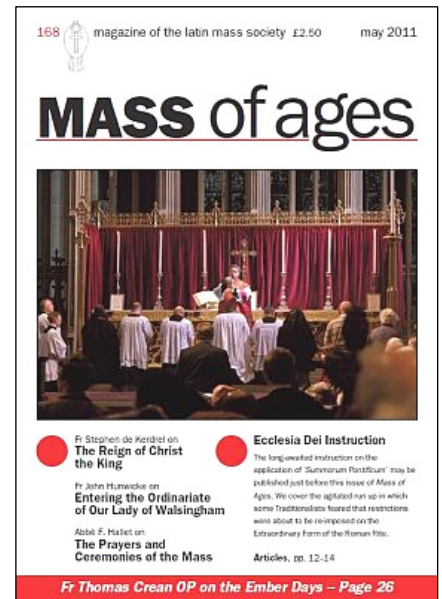 168 magazine of the latin mass society £2.50 may 2011
MASS of ages
Fr Stephen de Kerdrel on
The Reign of Christ
the King
Fr John Hunwicke on
Entering the Ordinariate
of Our Lady of Walsingham
Abbé F. Hallet on
The Prayers and
Ceremonies of the Mass
Ecclesia Dei Instruction
The long-awaited instruction on the
application of 'Summorum Pontificum' may be
published just before this issue of Mass of
Ages. We cover the agitated run up in which
some Traditionalists feared that restrictions
were about to be re-imposed on the
Extraordinary Form of the Roman Rite.
Articles, pp. 12–14
Fr Thomas Crean OP on the Ember Days – Page 26